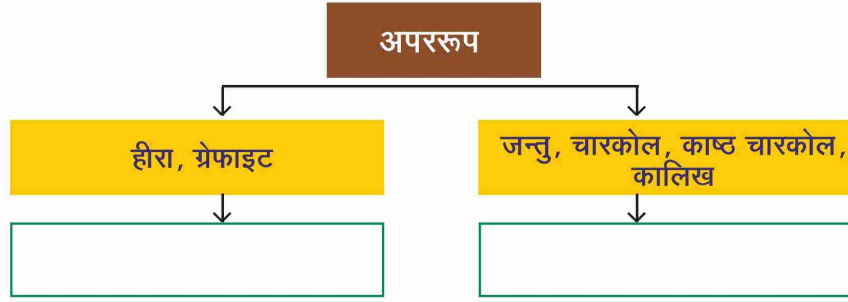 अपररूप
हीरा, ग्रेफाइट
जन्तु, चारकोल, काष्ठ चारकोल,
कालिख